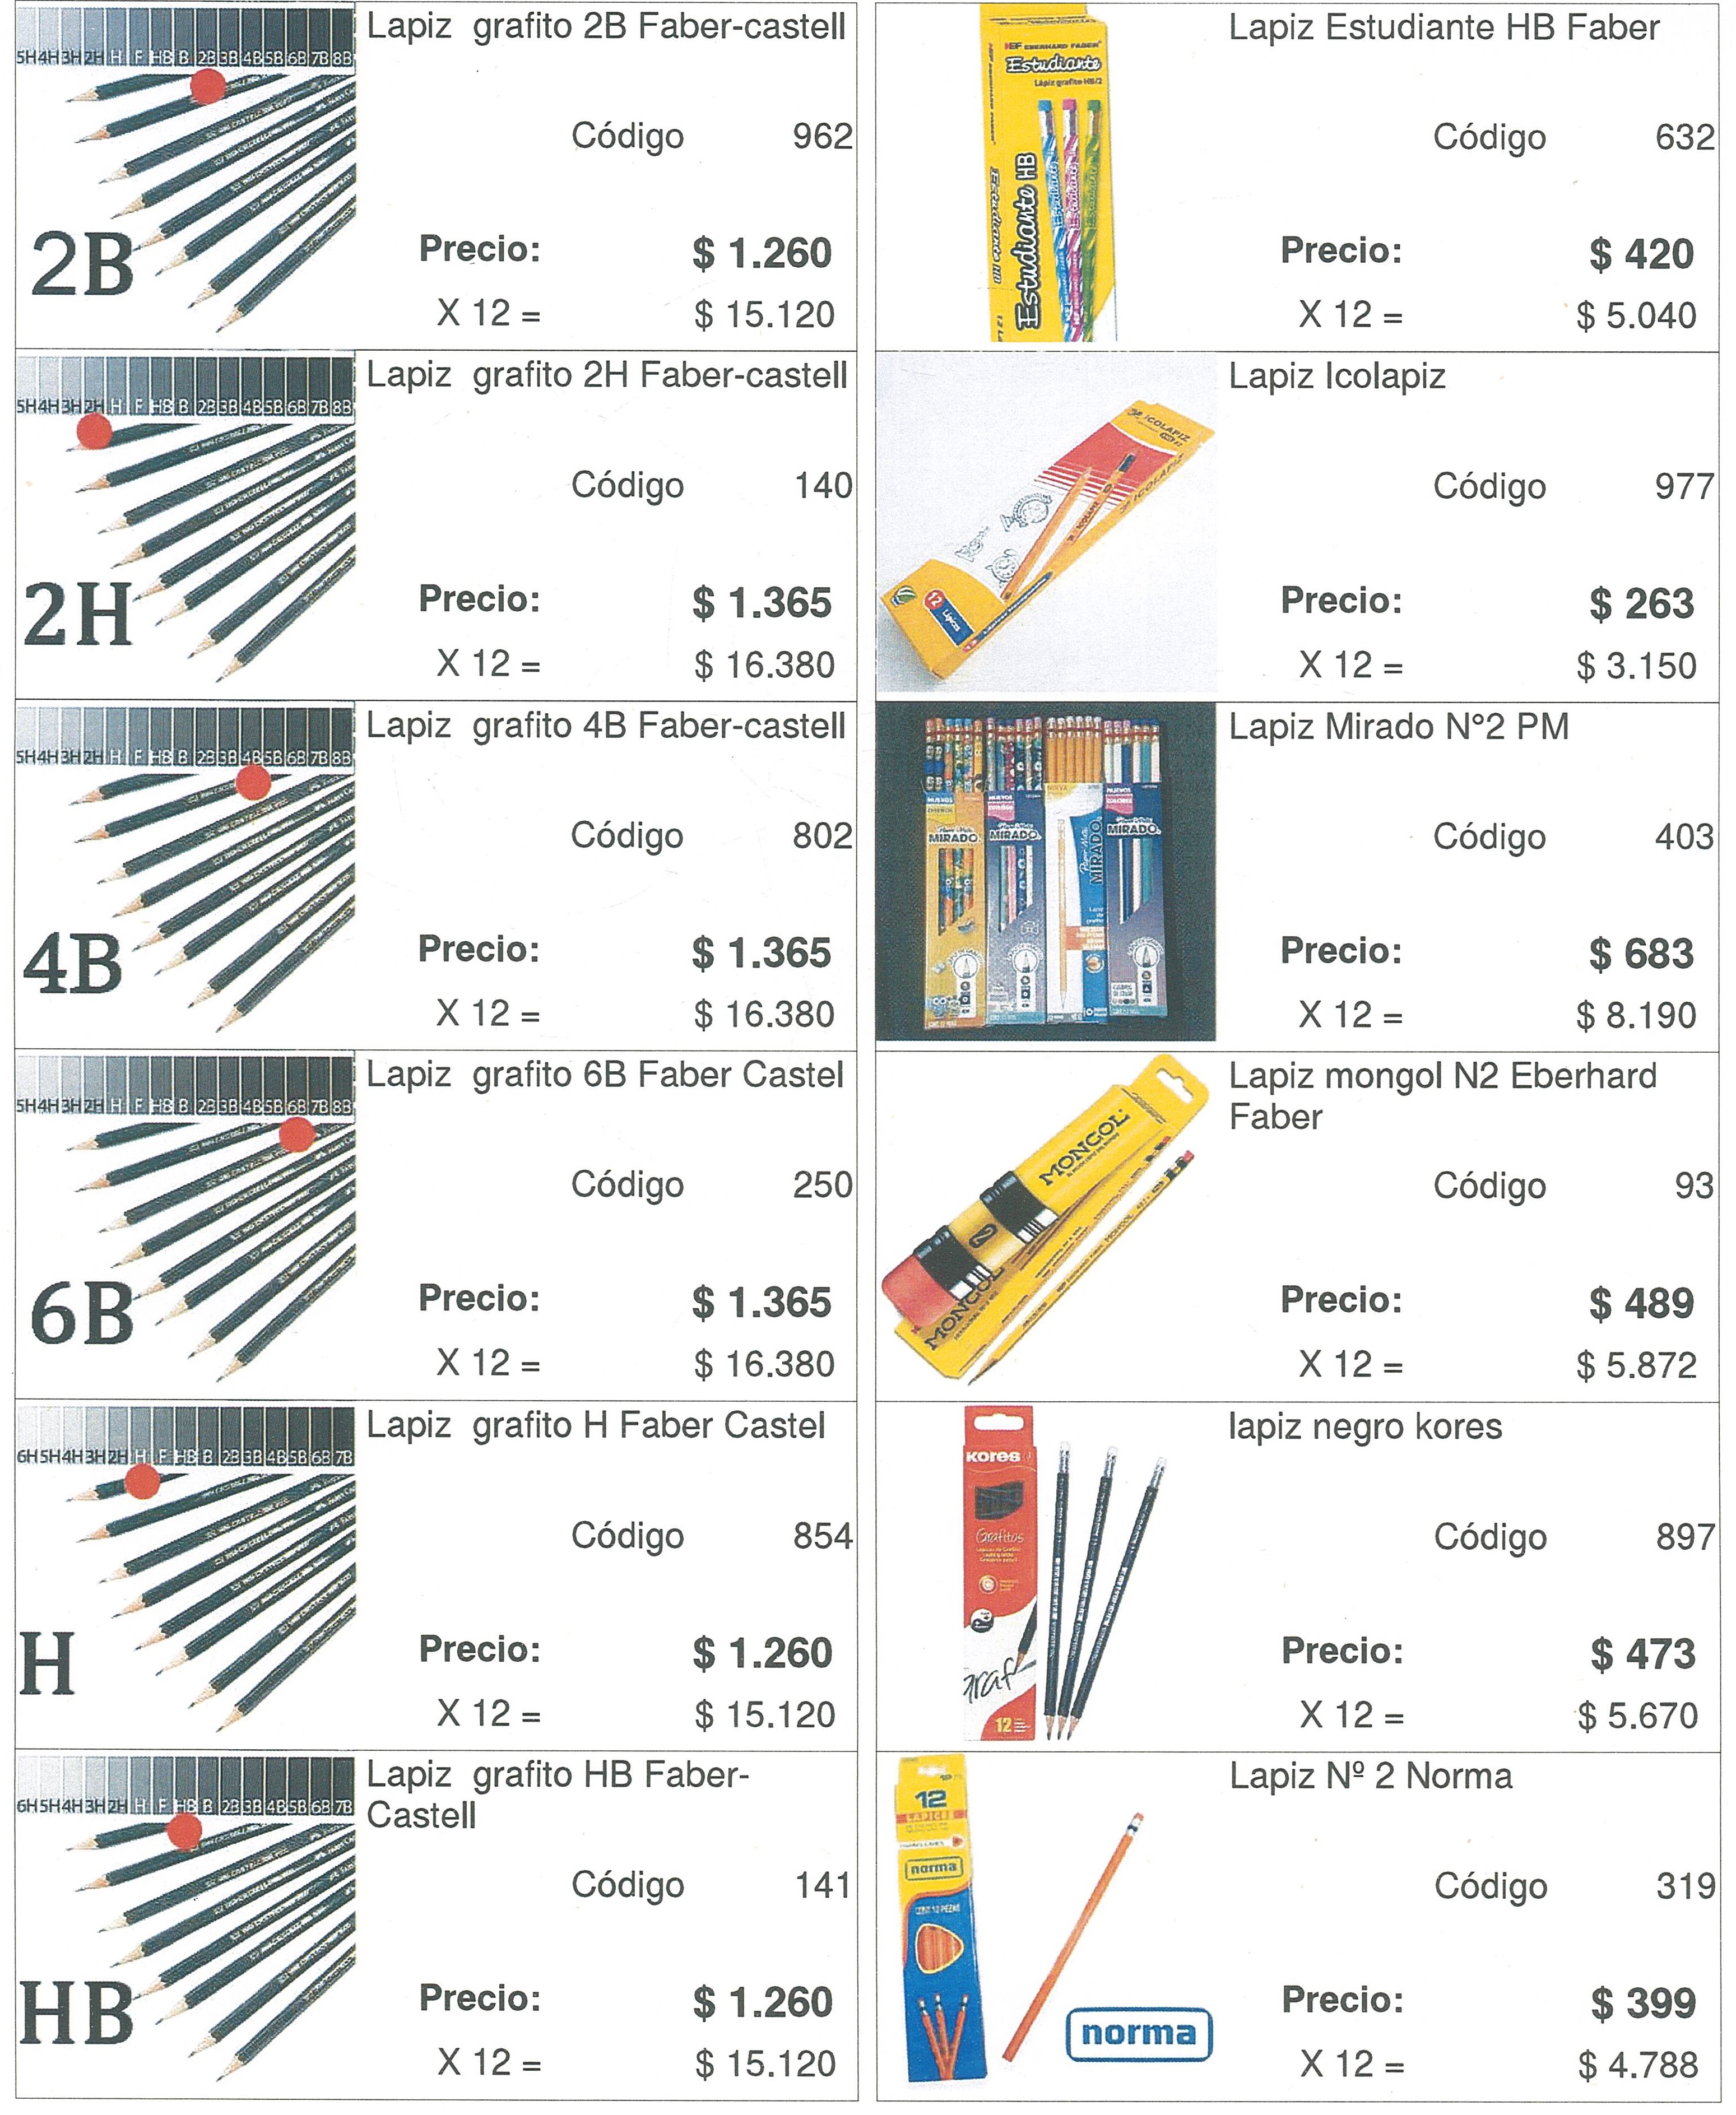 5H 4H 3H 2H H F HB B 2B 3B 4B 5B 6B 7B 8B
2B
Lapiz grafito 2B Faber-castell
Código 962
Precio: $ 1.260
X 12 = $ 15.120
EBERHARD FABER
Estudiante
Lápiz grafito HB/2
Estudiante HB
Lapiz Estudiante HB Faber
Código 632
Precio: $ 420
X 12 = $ 5.040
5H 4H 3H 2H H F HB B 2B 3B 4B 5B 6B 7B 8B
2H
Lapiz grafito 2H Faber-castell
Código 140
Precio: $ 1.365
X 12 = $ 16.380
ICOLAPIZ
ICOLAPIZ
12
Lápices
Lapiz Icolapiz
Código 977
Precio: $ 263
X 12 = $ 3.150
5H 4H 3H 2H H F HB B 2B 3B 4B 5B 6B 7B 8B
4B
Lapiz grafito 4B Faber-castell
Código 802
Precio: $ 1.365
X 12 = $ 16.380
MIRADO
MIRADO
MIRADO
MIRADO
Lapiz Mirado N°2 PM
Código 403
Precio: $ 683
X 12 = $ 8.190
5H 4H 3H 2H H F HB B 2B 3B 4B 5B 6B 7B 8B
6B
Lapiz grafito 6B Faber Castel
Código 250
Precio: $ 1.365
X 12 = $ 16.380
MONGOL
2
MONGOL
Lapiz mongol N2 Eberhard
Faber
Código 93
Precio: $ 489
X 12 = $ 5.872
6H 5H 4H 3H 2H H F HB B 2B 3B 4B 5B 6B 7B
H
Lapiz grafito H Faber Castel
Código 854
Precio: $ 1.260
X 12 = $ 15.120
Kores
Grafitos
Graf
12
lapiz negro kores
Código 897
Precio: $ 473
X 12 = $ 5.670
6H 5H 4H 3H 2H H F HB B 2B 3B 4B 5B 6B 7B
HB
Lapiz grafito HB Faber-
Castell
Código 141
Precio: $ 1.260
X 12 = $ 15.120
12
LAPICES
norma
CONT. 12 PIEZAS
norma
Lapiz Nº 2 Norma
Código 319
Precio: $ 399
X 12 = $ 4.788